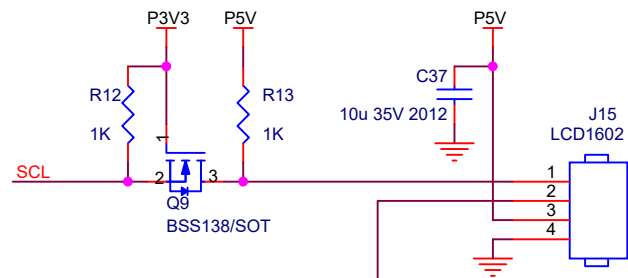 P3V3 P5V P5V
R12 R13 C37
1K 1K 10u 35V 2012
J15
LCD1602
1
SCL
2 3
Q9
BSS138/SOT
1
2
3
4